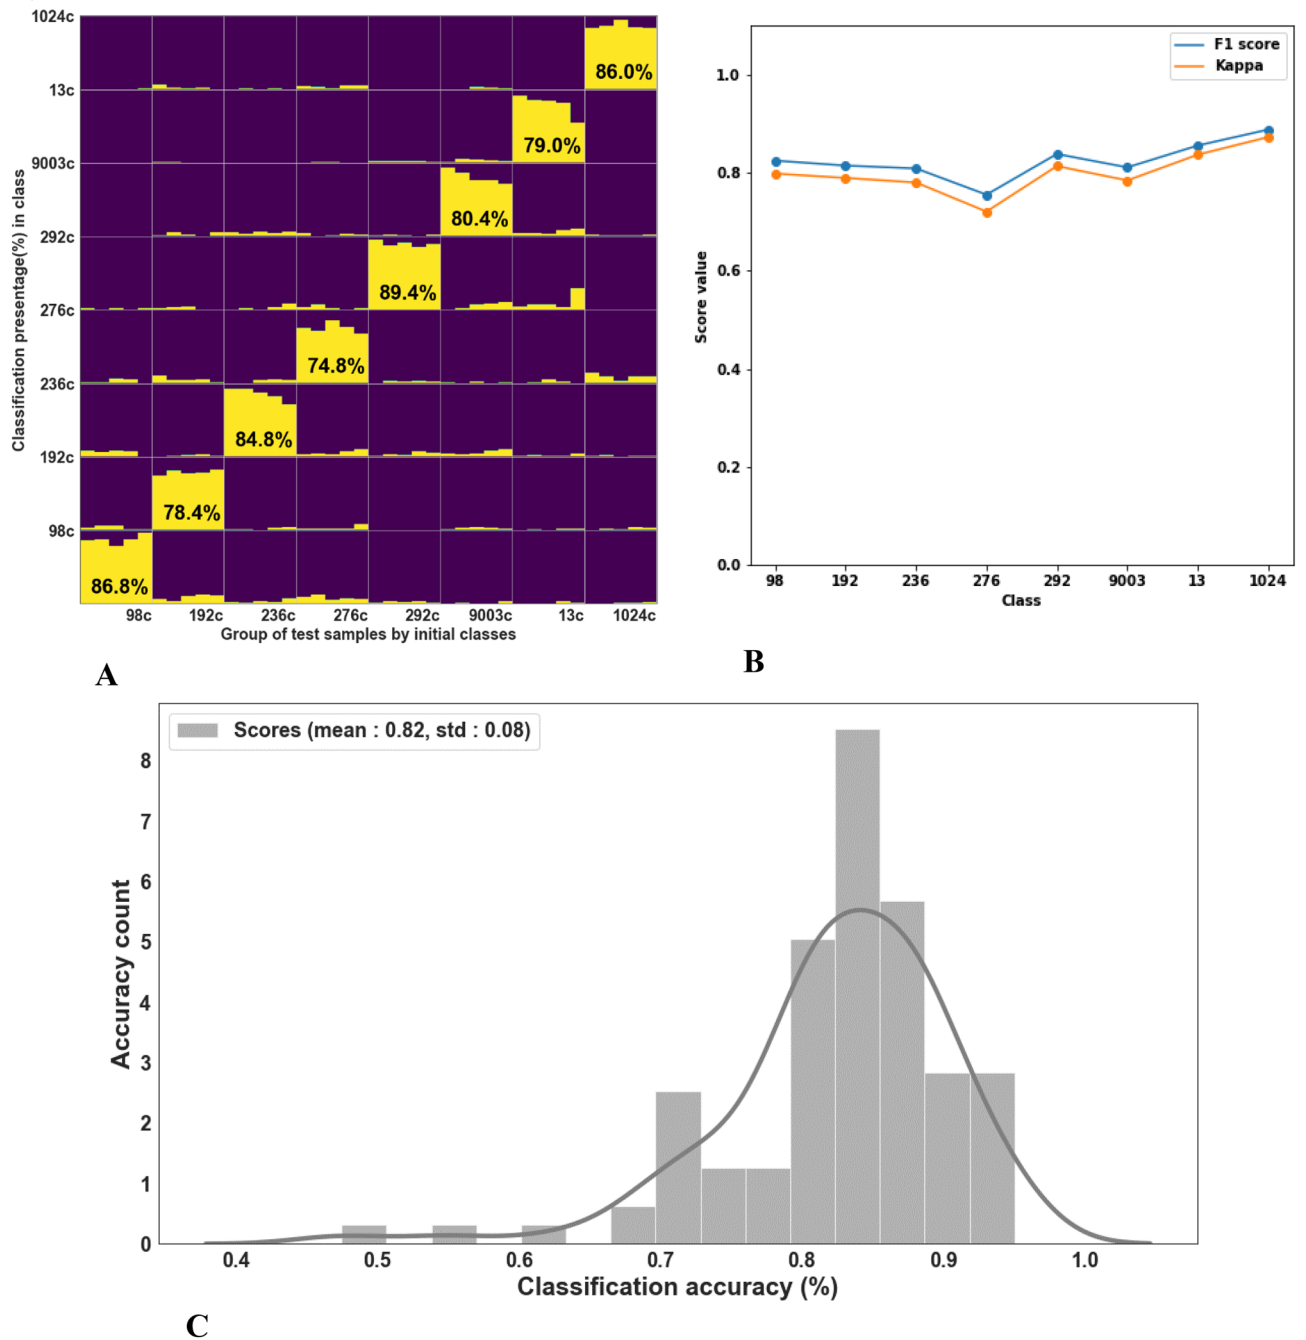 1024c
13c
9003c
292c
276c
236c
192c
98c
Classification presentage(%) in class
86.0%
79.0%
80.4%
89.4%
74.8%
84.8%
78.4%
86.8%
98c 192c 236c 276c 292c 9003c 13c 1024c
Group of test samples by initial classes
A
F1 score
Kappa
1.0
0.8
0.6
0.4
0.2
0.0
Score value
98 192 236 276 292 9003 13 1024
Class
B
Scores (mean : 0.82, std : 0.08)
8
7
6
5
4
3
2
1
0
Accuracy count
0.4 0.5 0.6 0.7 0.8 0.9 1.0
Classification accuracy (%)
C